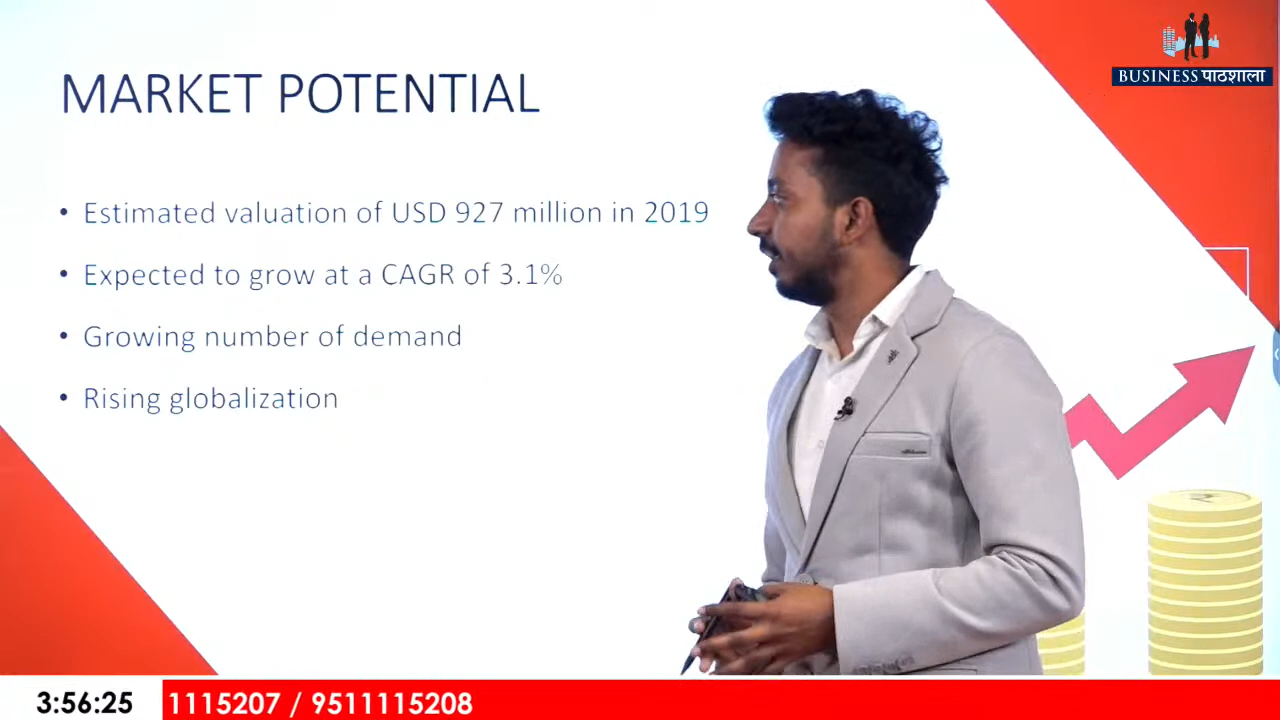 BUSINESS पाठशाला
MARKET POTENTIAL
• Estimated valuation of USD 927 million in 2019
• Expected to grow at a CAGR of 3.1%
• Growing number of demand
• Rising globalization
₹
3:56:25
1115207 / 9511115208